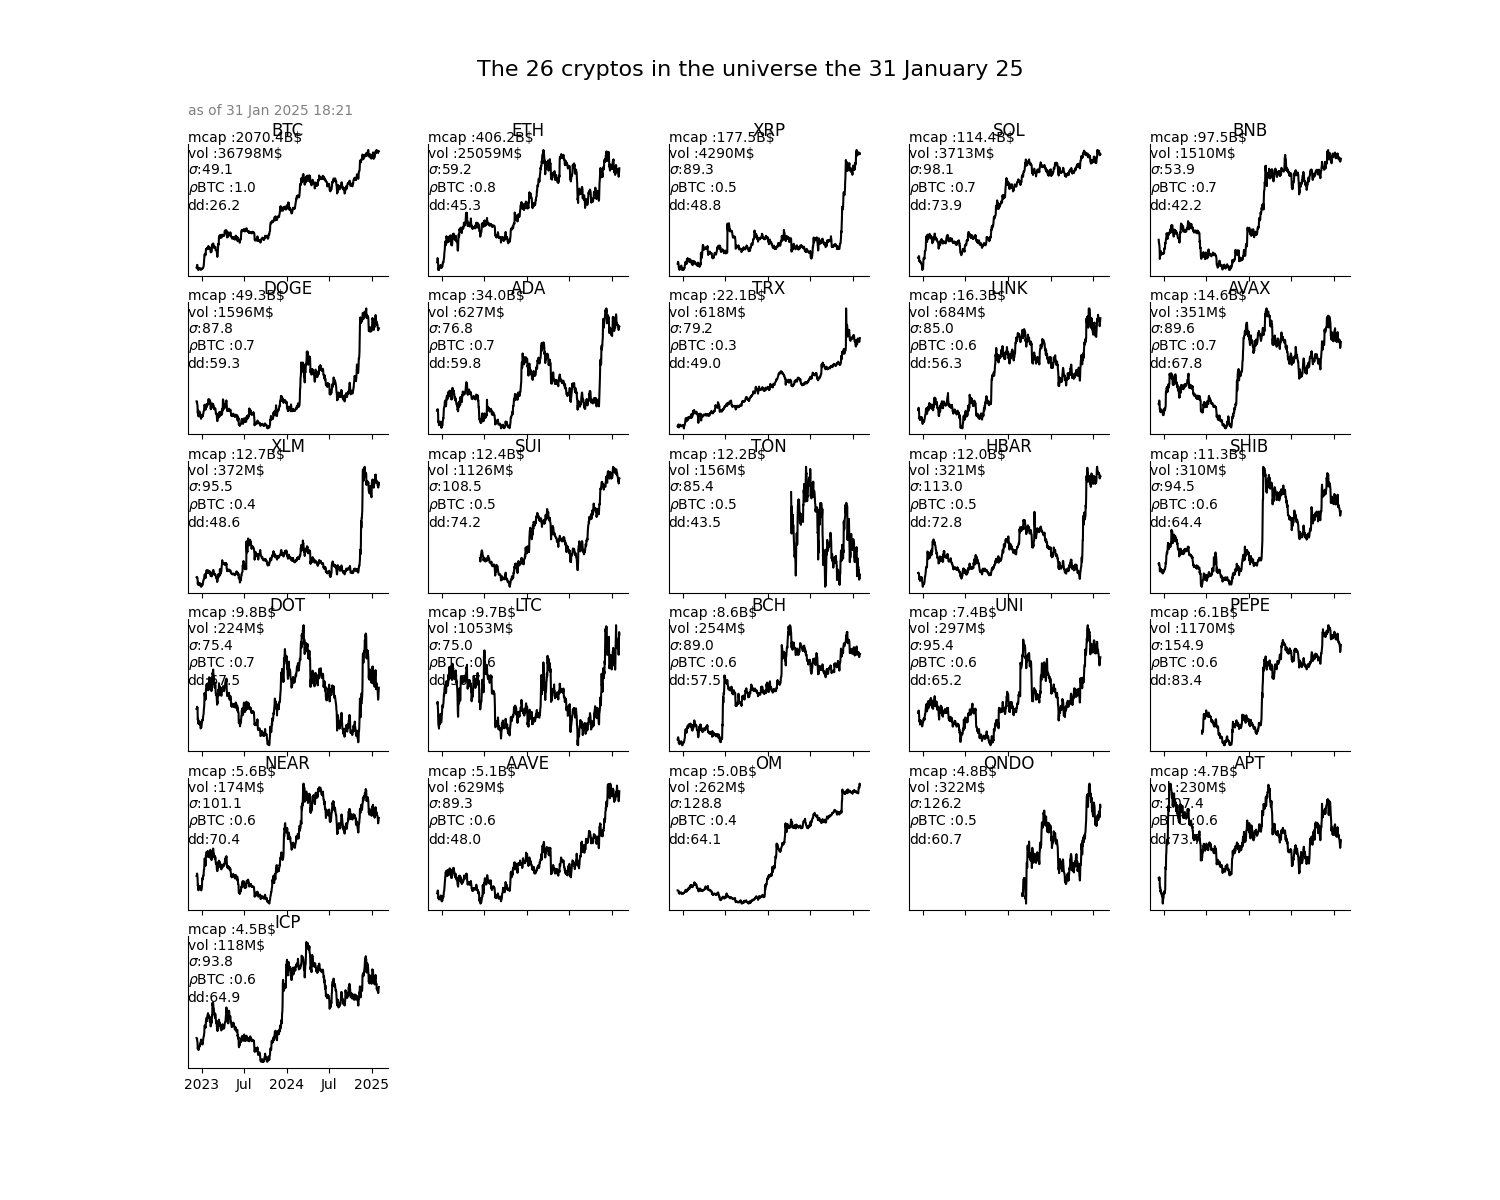 The 26 cryptos in the universe the 31 January 25
as of 31 Jan 2025 18:21
BTC
mcap :2070.4B$
vol :36798M$
σ:49.1
ρBTC :1.0
dd:26.2
ETH
mcap :406.2B$
vol :25059M$
σ:59.2
ρBTC :0.8
dd:45.3
XRP
mcap :177.5B$
vol :4290M$
σ:89.3
ρBTC :0.5
dd:48.8
SOL
mcap :114.4B$
vol :3713M$
σ:98.1
ρBTC :0.7
dd:73.9
BNB
mcap :97.5B$
vol :1510M$
σ:53.9
ρBTC :0.7
dd:42.2
DOGE
mcap :49.3B$
vol :1596M$
σ:87.8
ρBTC :0.7
dd:59.3
ADA
mcap :34.0B$
vol :627M$
σ:76.8
ρBTC :0.7
dd:59.8
TRX
mcap :22.1B$
vol :618M$
σ:79.2
ρBTC :0.3
dd:49.0
LINK
mcap :16.3B$
vol :684M$
σ:85.0
ρBTC :0.6
dd:56.3
AVAX
mcap :14.6B$
vol :351M$
σ:89.6
ρBTC :0.7
dd:67.8
XLM
mcap :12.7B$
vol :372M$
σ:95.5
ρBTC :0.4
dd:48.6
SUI
mcap :12.4B$
vol :1126M$
σ:108.5
ρBTC :0.5
dd:74.2
TON
mcap :12.2B$
vol :156M$
σ:85.4
ρBTC :0.5
dd:43.5
HBAR
mcap :12.0B$
vol :321M$
σ:113.0
ρBTC :0.5
dd:72.8
SHIB
mcap :11.3B$
vol :310M$
σ:94.5
ρBTC :0.6
dd:64.4
DOT
mcap :9.8B$
vol :224M$
σ:75.4
ρBTC :0.7
LTC
mcap :9.7B$
vol :1053M$
σ:75.0
ρBTC :0.6
BCH
mcap :8.6B$
vol :254M$
σ:89.0
ρBTC :0.6
dd:57.5
UNI
mcap :7.4B$
vol :297M$
σ:95.4
ρBTC :0.6
dd:65.2
PEPE
mcap :6.1B$
vol :1170M$
σ:154.9
ρBTC :0.6
dd:83.4
NEAR
mcap :5.6B$
vol :174M$
σ:101.1
ρBTC :0.6
dd:70.4
AAVE
mcap :5.1B$
vol :629M$
σ:89.3
ρBTC :0.6
dd:48.0
OM
mcap :5.0B$
vol :262M$
σ:128.8
ρBTC :0.4
dd:64.1
ONDO
mcap :4.8B$
vol :322M$
σ:126.2
ρBTC :0.5
dd:60.7
APT
mcap :4.7B$
vol :230M$
σ:107.4
ρBTC :0.6
ICP
mcap :4.5B$
vol :118M$
σ:93.8
ρBTC :0.6
dd:64.9
2023 Jul 2024 Jul 2025